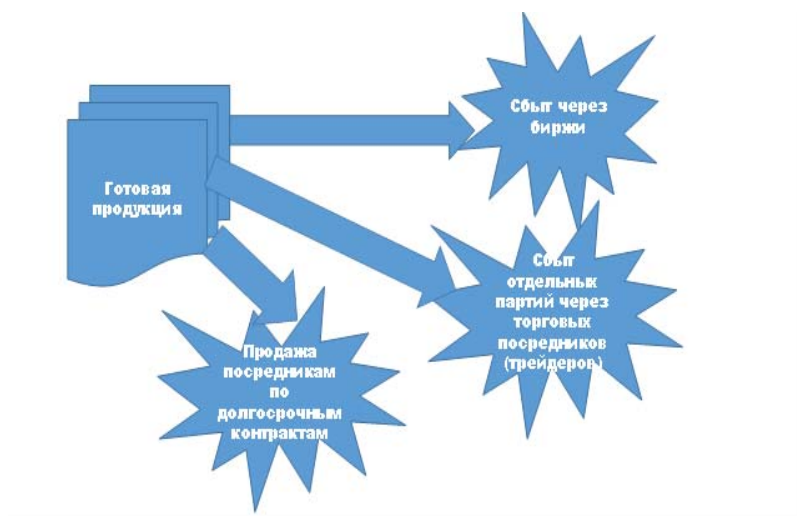 Готовая
продукция
Сбыт через
биржи
Сбыт
отдельных
партий через
торговых
посредников
(трейдеров)
Продажа
посредникам
по
долгосрочным
контрактам